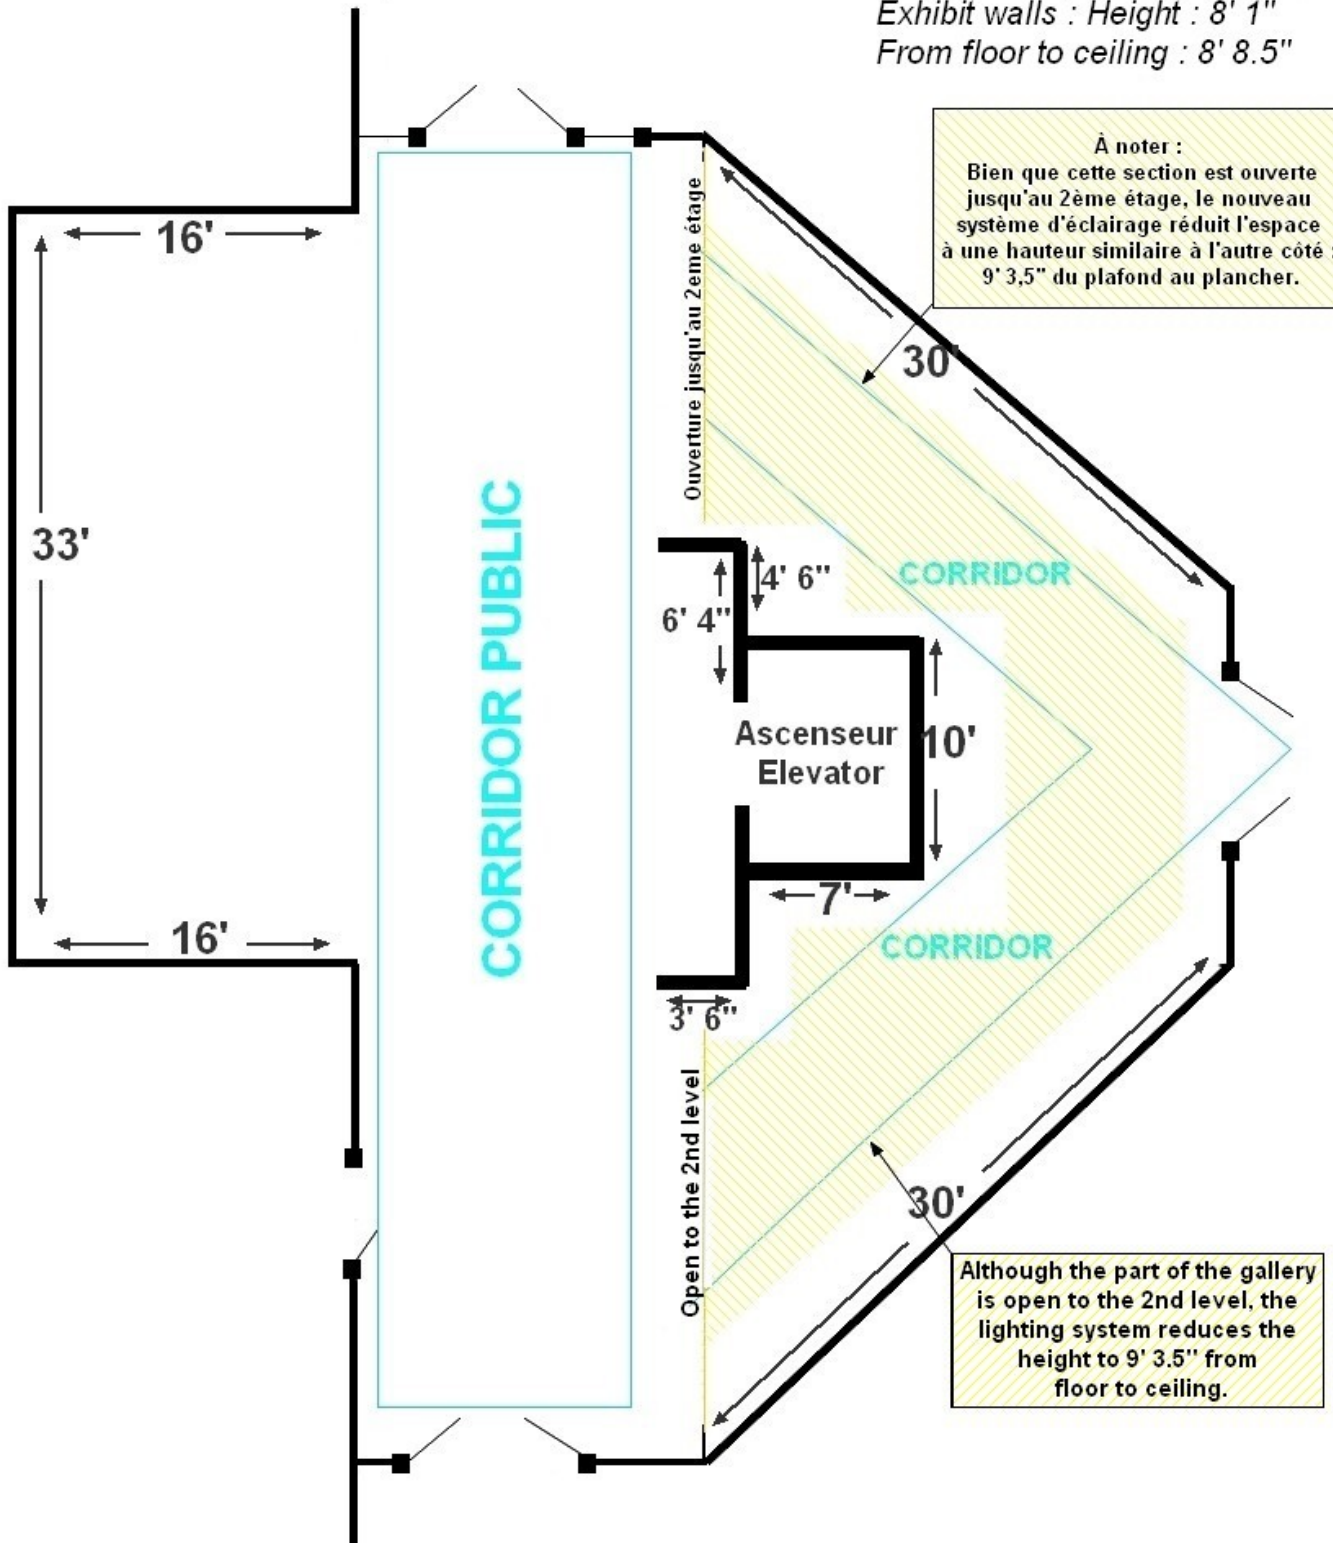 Exhibit walls : Height : 8' 1"
From floor to ceiling : 8' 8.5"
À noter :
Bien que cette section est ouverte
jusqu'au 2ème étage, le nouveau
système d'éclairage réduit l'espace
à une hauteur similaire à l'autre côté :
9' 3,5" du plafond au plancher.
16'
Ouverture jusqu'au 2eme étage
30'
33'
CORRIDOR PUBLIC
4' 6"
CORRIDOR
6' 4"
Ascenseur
Elevator
10'
7'
16'
CORRIDOR
3' 6"
Open to the 2nd level
30'
Although the part of the gallery
is open to the 2nd level, the
lighting system reduces the
height to 9' 3.5" from
floor to ceiling.